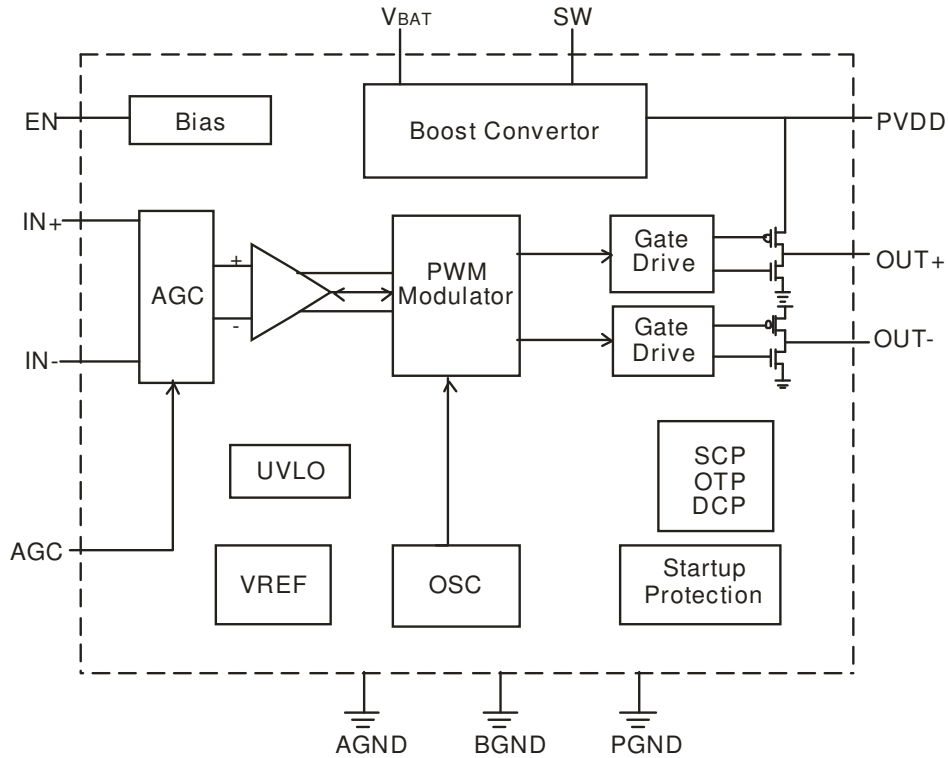 VBAT
SW
EN
Bias
Boost Convertor
PVDD
IN+
AGC
+
-
PWM
Modulator
Gate
Drive
OUT+
IN-
Gate
Drive
OUT-
UVLO
SCP
OTP
DCP
AGC
VREF
OSC
Startup
Protection
AGND
BGND
PGND